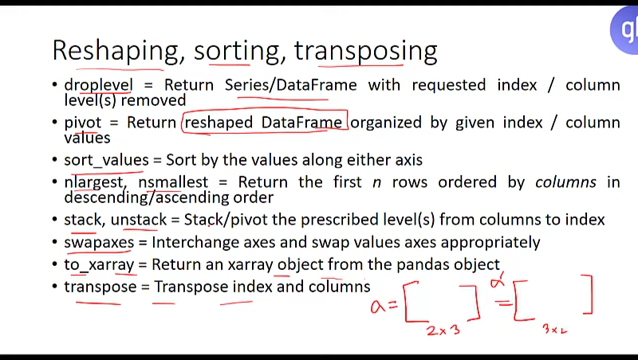 Reshaping, sorting, transposing
• droplevel = Return Series/DataFrame with requested index / column
level(s) removed
• pivot = Return reshaped DataFrame organized by given index / column
values
• sort_values = Sort by the values along either axis
• nlargest, nsmallest = Return the first n rows ordered by columns in
descending/ascending order
• stack, unstack = Stack/pivot the prescribed level(s) from columns to index
• swapaxes = Interchange axes and swap values axes appropriately
• to_xarray = Return an xarray object from the pandas object
• transpose = Transpose index and columns
a = [ ] = [ ]
2 x 3